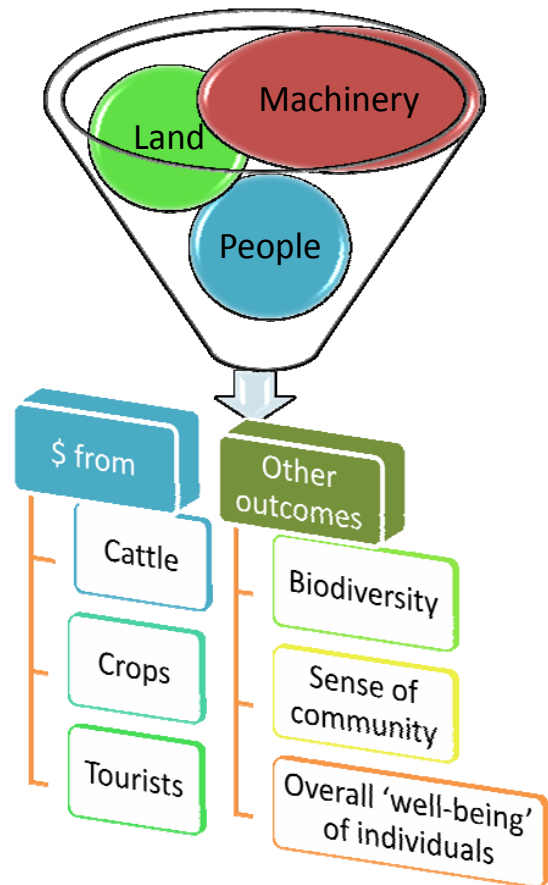 Machinery
Land
People
$ from
Cattle
Crops
Tourists
Other
outcomes
Biodiversity
Sense of
community
Overall ‘well-being’
of individuals